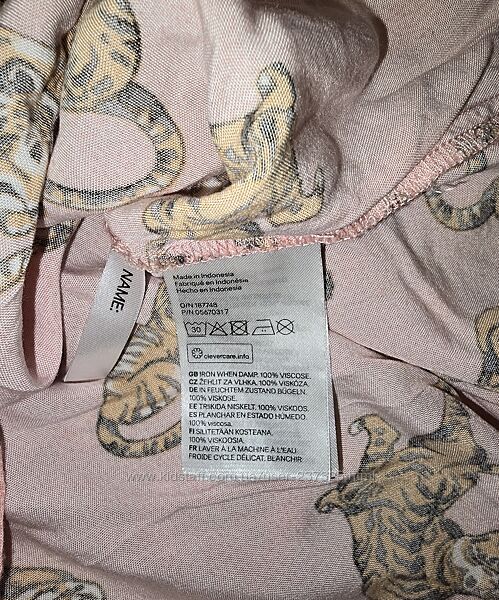 NAME:
Made in Indonesia
Fabriqué en Indonésie
Hecho en Indonesia
O/N 187748
P/N 05670317
30
clevercare.info
GB IRON WHEN DAMP. 100% VISCOSE.
CZ ŽEHLIT ZA VLHKA. 100% VISKÓZA.
DE IN FEUCHTEM ZUSTAND BÜGELN.
100% VISKOSE.
EE TRIIKIDA NIISKELT. 100% VISKOOS
ES PLANCHAR EN ESTADO HÚMEDO.
100% viscosa.
FI SILITETÄÄN KOSTEANA.
100% VISKOOSIA.
FR LAVER À LA MACHINE À L'EAU
FROIDE CYCLE DÉLICAT, BLANCHIR